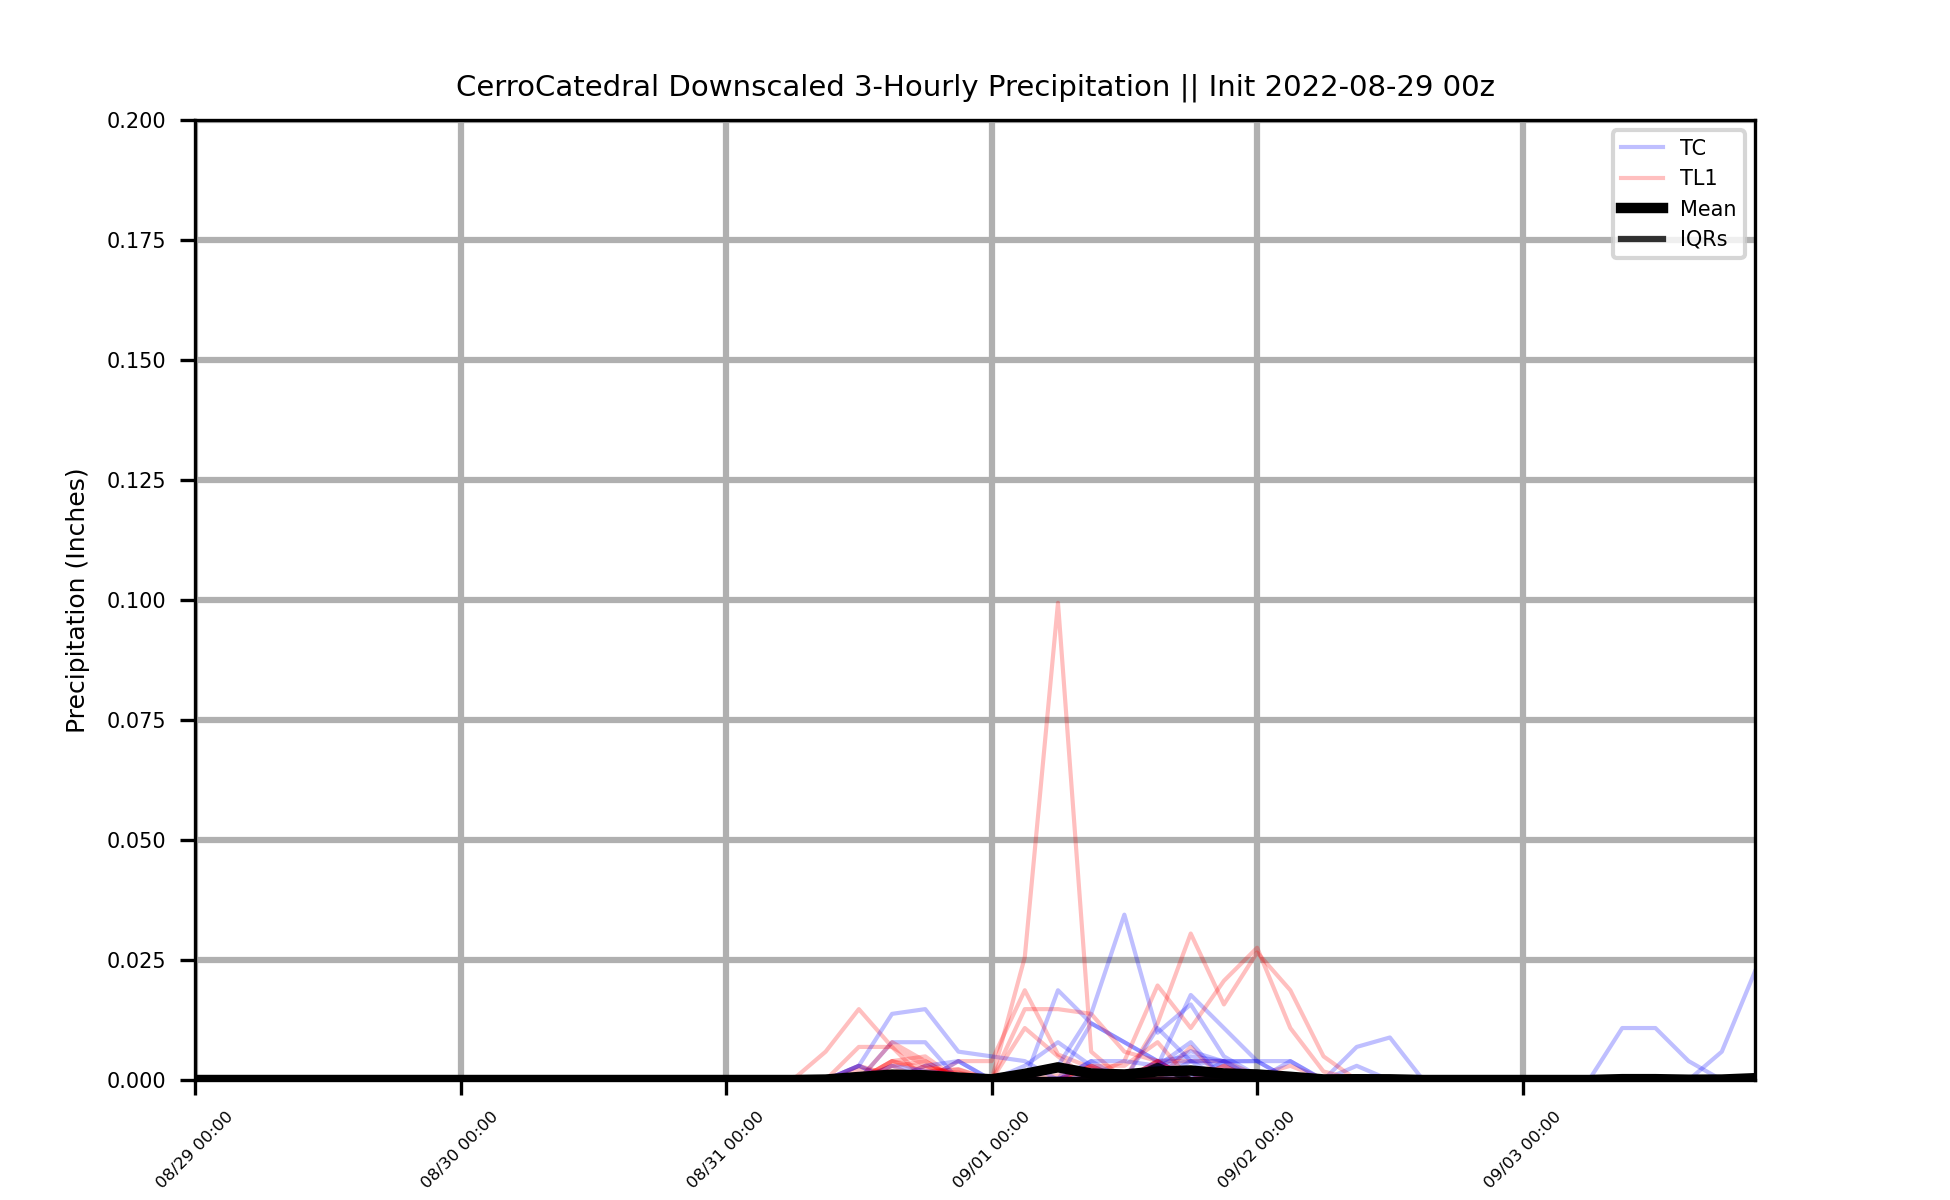 CerroCatedral Downscaled 3-Hourly Precipitation || Init 2022-08-29 00z
0.200
0.175
0.150
0.125
0.100
0.075
0.050
0.025
0.000
Precipitation (Inches)
TC
TL1
Mean
IQRs
08/29 00:00
08/30 00:00
08/31 00:00
09/01 00:00
09/02 00:00
09/03 00:00